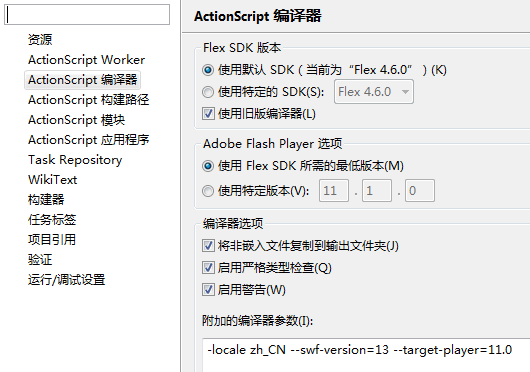 资源
ActionScript Worker
ActionScript 编译器
ActionScript 构建路径
ActionScript 模块
ActionScript 应用程序
Task Repository
WikiText
构建器
任务标签
项目引用
验证
运行/调试设置
ActionScript 编译器
Flex SDK 版本
使用默认 SDK（当前为“Flex 4.6.0”）(K)
使用特定的 SDK(S): Flex 4.6.0
使用旧版编译器(L)
Adobe Flash Player 选项
使用 Flex SDK 所需的最低版本(M)
使用特定版本(V): 11 . 1 . 0
编译器选项
将非嵌入文件复制到输出文件夹(J)
启用严格类型检查(Q)
启用警告(W)
附加的编译器参数(I):
-locale zh_CN --swf-version=13 --target-player=11.0